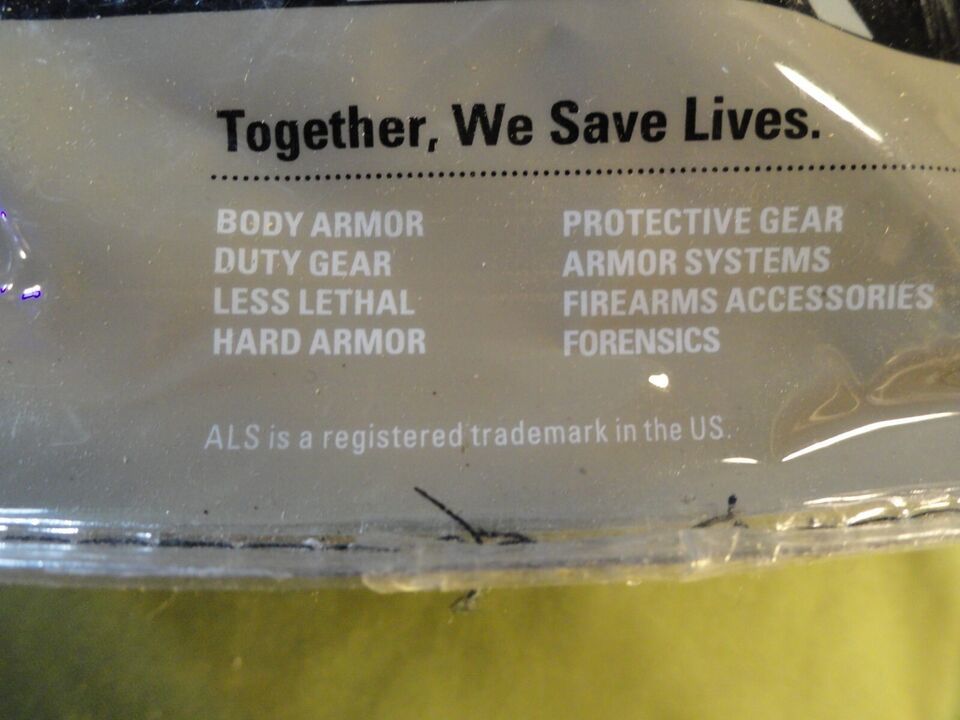 Together, We Save Lives.
BODY ARMOR
DUTY GEAR
LESS LETHAL
HARD ARMOR
PROTECTIVE GEAR
ARMOR SYSTEMS
FIREARMS ACCESSORIES
FORENSICS
ALS is a registered trademark in the US.